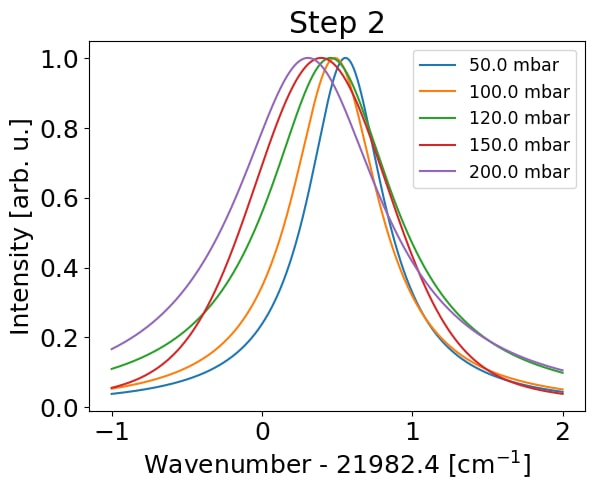 Step 2
Intensity [arb. u.]
1.0
0.8
0.6
0.4
0.2
0.0
50.0 mbar
100.0 mbar
120.0 mbar
150.0 mbar
200.0 mbar
−1 0 1 2
Wavenumber - 21982.4 [cm⁻¹]